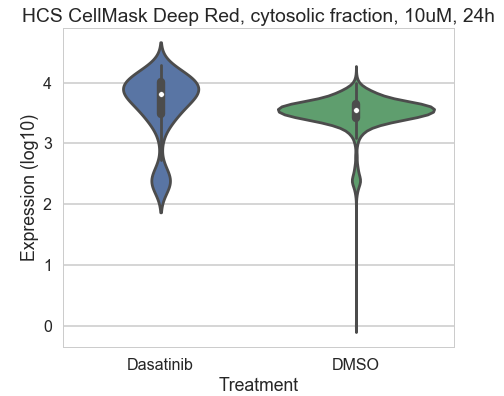 HCS CellMask Deep Red, cytosolic fraction, 10uM, 24h
Expression (log10)
4
3
2
1
0
Dasatinib DMSO
Treatment